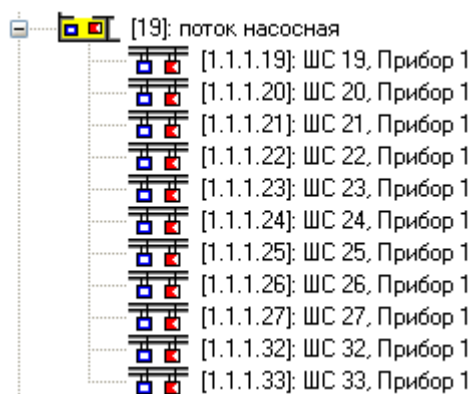 [19]: поток насосная
[1.1.1.19]: ШС 19, Прибор 1
[1.1.1.20]: ШС 20, Прибор 1
[1.1.1.21]: ШС 21, Прибор 1
[1.1.1.22]: ШС 22, Прибор 1
[1.1.1.23]: ШС 23, Прибор 1
[1.1.1.24]: ШС 24, Прибор 1
[1.1.1.25]: ШС 25, Прибор 1
[1.1.1.26]: ШС 26, Прибор 1
[1.1.1.27]: ШС 27, Прибор 1
[1.1.1.32]: ШС 32, Прибор 1
[1.1.1.33]: ШС 33, Прибор 1